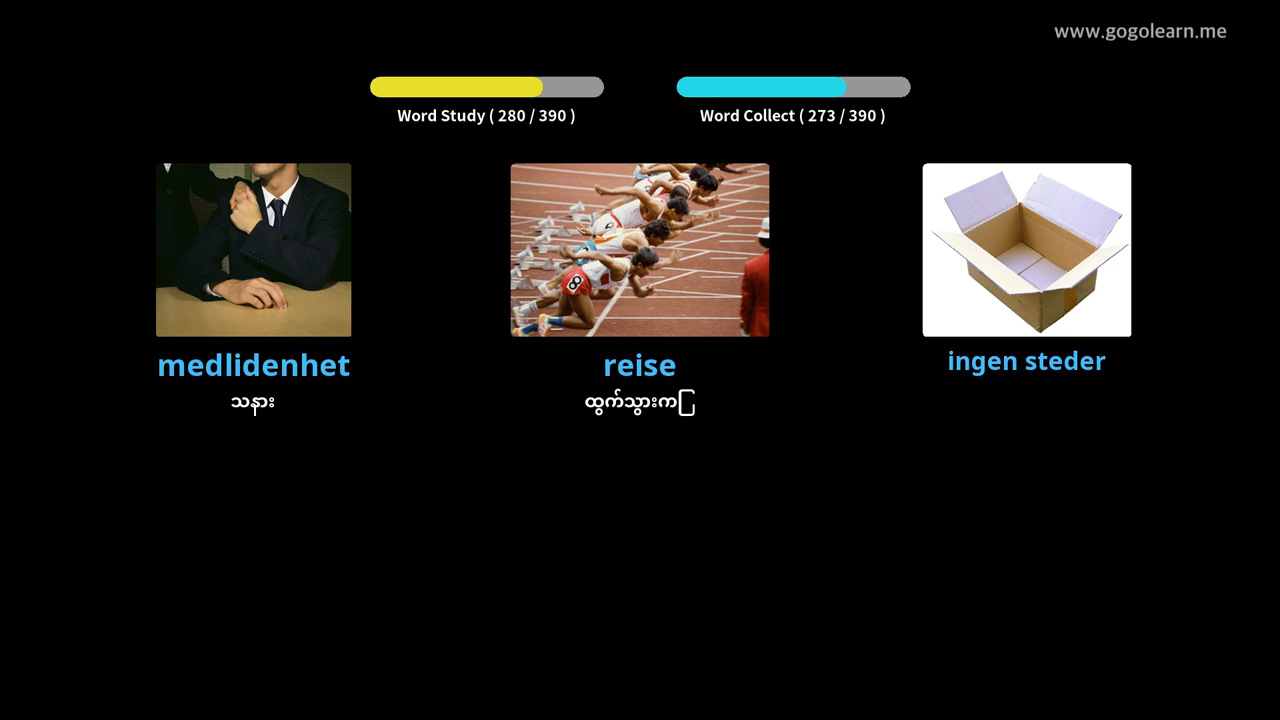 www.gogolearn.me
Word Study ( 280 / 390 )
Word Collect ( 273 / 390 )
medlidenhet
သနား
reise
ထွက်သွားကြ
ingen steder
8